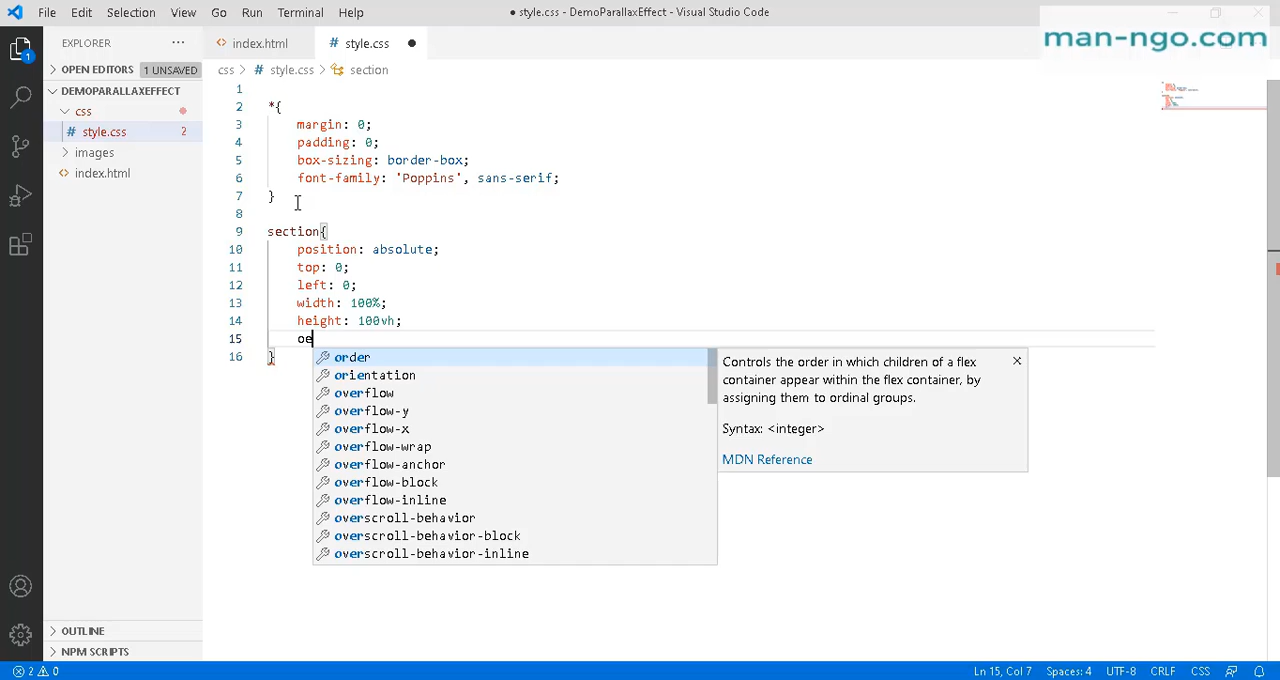 File Edit Selection View Go Run Terminal Help
● style.css - DemoParallaxEffect - Visual Studio Code
man-ngo.com
EXPLORER ···
index.html
# style.css ●
OPEN EDITORS 1 UNSAVED
css > # style.css > section
DEMOPARALLAXEFFECT
css
# style.css 2
images
index.html
1
1
2 *{
3 margin: 0;
4 padding: 0;
5 box-sizing: border-box;
6 font-family: 'Poppins', sans-serif;
7 }
8
9 section{
10 position: absolute;
11 top: 0;
12 left: 0;
13 width: 100%;
14 height: 100vh;
15 oe
16 }
order
orientation
overflow
overflow-y
overflow-x
overflow-wrap
overflow-anchor
overflow-block
overflow-inline
overscroll-behavior
overscroll-behavior-block
overscroll-behavior-inline
Controls the order in which children of a flex
container appear within the flex container, by
assigning them to ordinal groups.
Syntax: <integer>
MDN Reference
OUTLINE
NPM SCRIPTS
2 0
Ln 15, Col 7 Spaces: 4 UTF-8 CRLF CSS